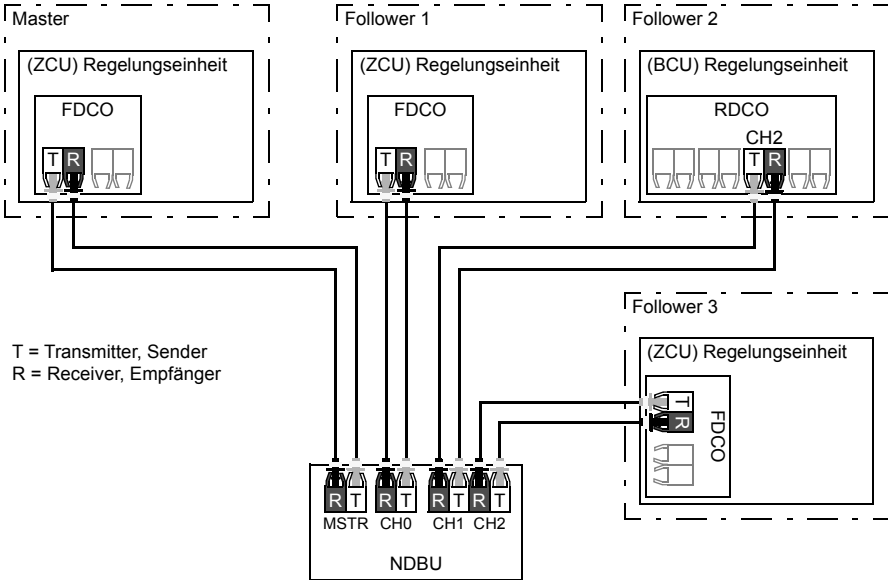 Master
(ZCU) Regelungseinheit
FDCO
T R
Follower 1
(ZCU) Regelungseinheit
FDCO
T R
Follower 2
(BCU) Regelungseinheit
RDCO
CH2
T R
Follower 3
(ZCU) Regelungseinheit
T
R
FDCO
T = Transmitter, Sender
R = Receiver, Empfänger
R T R T R T R T
MSTR CH0 CH1 CH2
NDBU